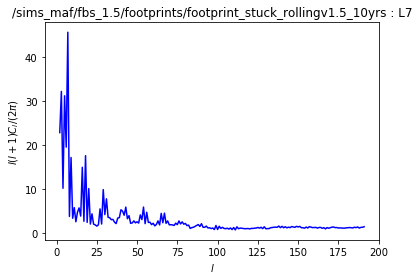 /sims_maf/fbs_1.5/footprints/footprint_stuck_rollingv1.5_10yrs : L7
l(l + 1)C_l/(2π)
40
30
20
10
0
0 25 50 75 100 125 150 175 200
l